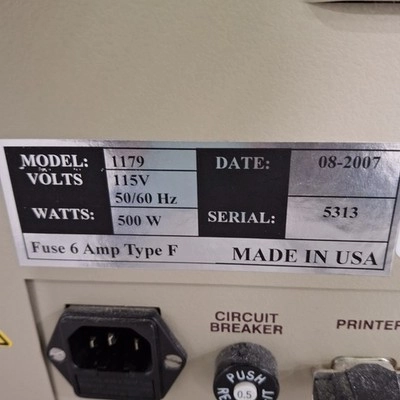 MODEL: 1179 DATE: 08-2007
VOLTS 115V
50/60 Hz
WATTS: 500 W SERIAL: 5313
Fuse 6 Amp Type F MADE IN USA
CIRCUIT
BREAKER
PRINTER
PUSH
0.5